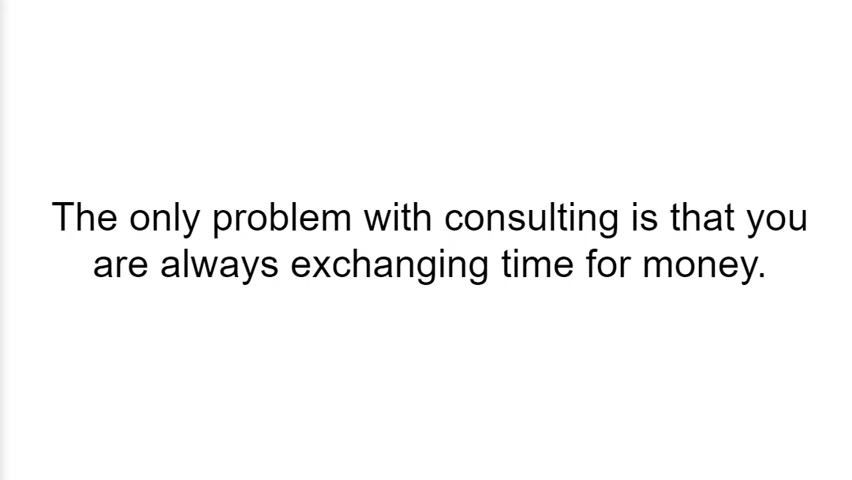 The only problem with consulting is that you
are always exchanging time for money.